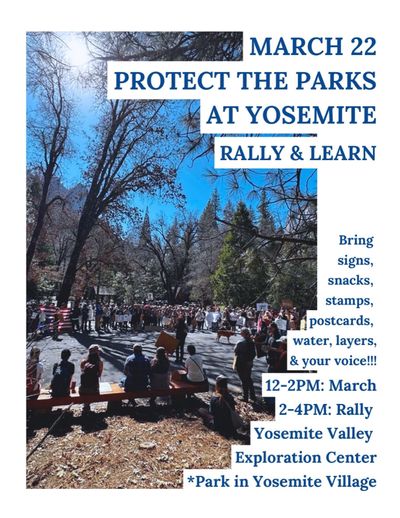 MARCH 22
PROTECT THE PARKS
AT YOSEMITE
RALLY & LEARN
Bring
signs,
snacks,
stamps,
postcards,
water, layers,
& your voice!!!
12-2PM: March
2-4PM: Rally
Yosemite Valley
Exploration Center
*Park in Yosemite Village